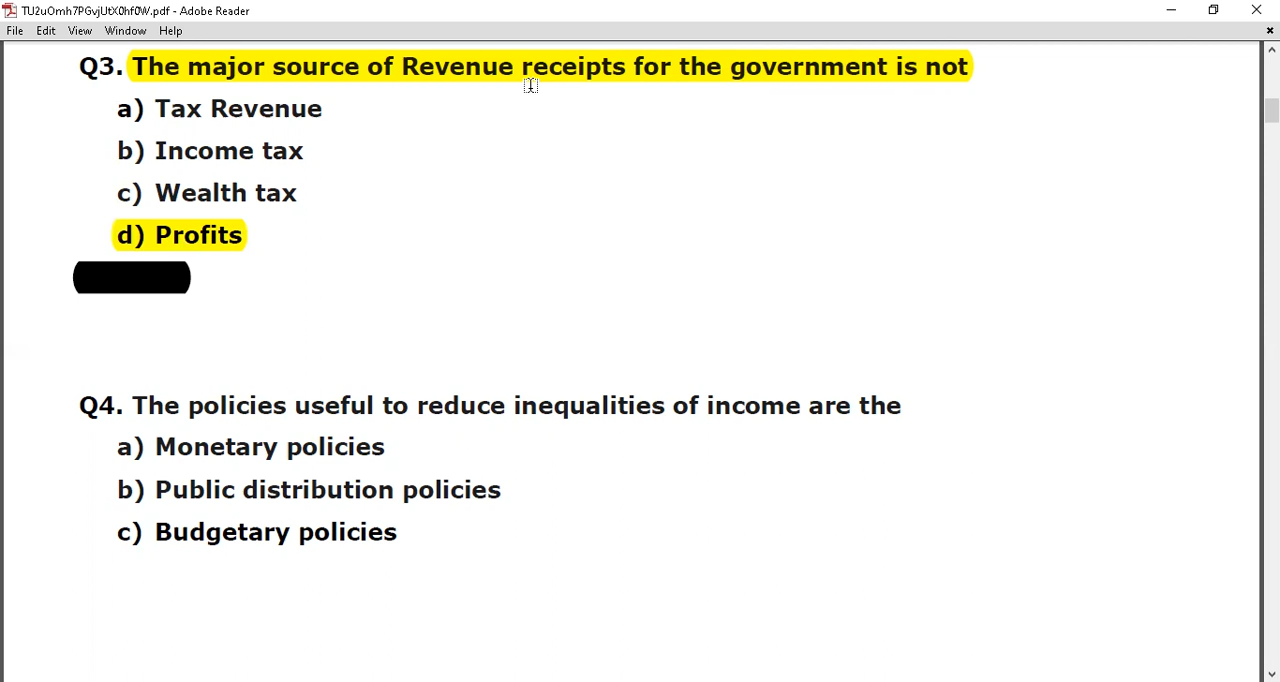 TU2uOmh7PGvjUtX0hf0W.pdf - Adobe Reader
File Edit View Window Help
Q3. The major source of Revenue receipts for the government is not
a) Tax Revenue
b) Income tax
c) Wealth tax
d) Profits
Q4. The policies useful to reduce inequalities of income are the
a) Monetary policies
b) Public distribution policies
c) Budgetary policies